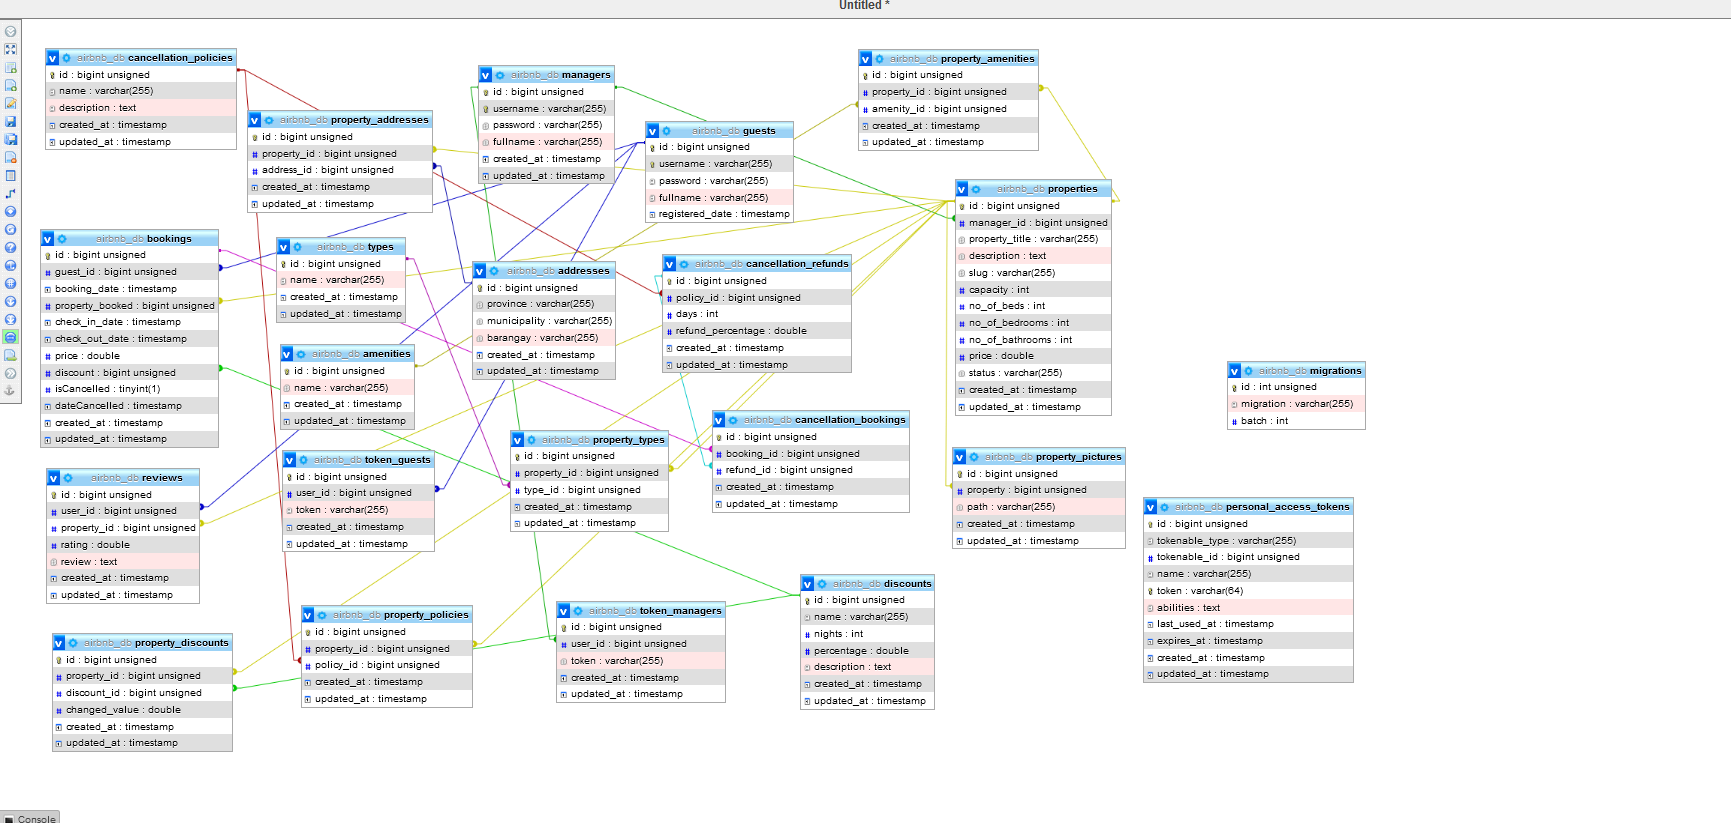 Untitled *
airbnb_db cancellation_policies
id : bigint unsigned
name : varchar(255)
description : text
created_at : timestamp
updated_at : timestamp
airbnb_db property_addresses
id : bigint unsigned
property_id : bigint unsigned
address_id : bigint unsigned
created_at : timestamp
updated_at : timestamp
airbnb_db managers
id : bigint unsigned
username : varchar(255)
password : varchar(255)
fullname : varchar(255)
created_at : timestamp
updated_at : timestamp
airbnb_db guests
id : bigint unsigned
username : varchar(255)
password : varchar(255)
fullname : varchar(255)
registered_date : timestamp
airbnb_db property_amenities
id : bigint unsigned
property_id : bigint unsigned
amenity_id : bigint unsigned
created_at : timestamp
updated_at : timestamp
airbnb_db properties
id : bigint unsigned
manager_id : bigint unsigned
property_title : varchar(255)
description : text
slug : varchar(255)
capacity : int
no_of_beds : int
no_of_bedrooms : int
no_of_bathrooms : int
price : double
status : varchar(255)
created_at : timestamp
updated_at : timestamp
airbnb_db bookings
id : bigint unsigned
guest_id : bigint unsigned
booking_date : timestamp
property_booked : bigint unsigned
check_in_date : timestamp
check_out_date : timestamp
price : double
discount : bigint unsigned
isCancelled : tinyint(1)
dateCancelled : timestamp
created_at : timestamp
updated_at : timestamp
airbnb_db types
id : bigint unsigned
name : varchar(255)
created_at : timestamp
updated_at : timestamp
airbnb_db addresses
id : bigint unsigned
province : varchar(255)
municipality : varchar(255)
barangay : varchar(255)
created_at : timestamp
updated_at : timestamp
airbnb_db cancellation_refunds
id : bigint unsigned
policy_id : bigint unsigned
days : int
refund_percentage : double
created_at : timestamp
updated_at : timestamp
airbnb_db amenities
id : bigint unsigned
name : varchar(255)
created_at : timestamp
updated_at : timestamp
airbnb_db migrations
id : int unsigned
migration : varchar(255)
batch : int
airbnb_db cancellation_bookings
id : bigint unsigned
booking_id : bigint unsigned
refund_id : bigint unsigned
created_at : timestamp
updated_at : timestamp
airbnb_db property_types
id : bigint unsigned
property_id : bigint unsigned
type_id : bigint unsigned
created_at : timestamp
updated_at : timestamp
airbnb_db token_guests
id : bigint unsigned
user_id : bigint unsigned
token : varchar(255)
created_at : timestamp
updated_at : timestamp
airbnb_db property_pictures
id : bigint unsigned
property : bigint unsigned
path : varchar(255)
created_at : timestamp
updated_at : timestamp
airbnb_db reviews
id : bigint unsigned
user_id : bigint unsigned
property_id : bigint unsigned
rating : double
review : text
created_at : timestamp
updated_at : timestamp
airbnb_db personal_access_tokens
id : bigint unsigned
tokenable_type : varchar(255)
tokenable_id : bigint unsigned
name : varchar(255)
token : varchar(64)
abilities : text
last_used_at : timestamp
expires_at : timestamp
created_at : timestamp
updated_at : timestamp
airbnb_db discounts
id : bigint unsigned
name : varchar(255)
nights : int
percentage : double
description : text
created_at : timestamp
updated_at : timestamp
airbnb_db token_managers
id : bigint unsigned
user_id : bigint unsigned
token : varchar(255)
created_at : timestamp
updated_at : timestamp
airbnb_db property_policies
id : bigint unsigned
property_id : bigint unsigned
policy_id : bigint unsigned
created_at : timestamp
updated_at : timestamp
airbnb_db property_discounts
id : bigint unsigned
property_id : bigint unsigned
discount_id : bigint unsigned
changed_value : double
created_at : timestamp
updated_at : timestamp
Console